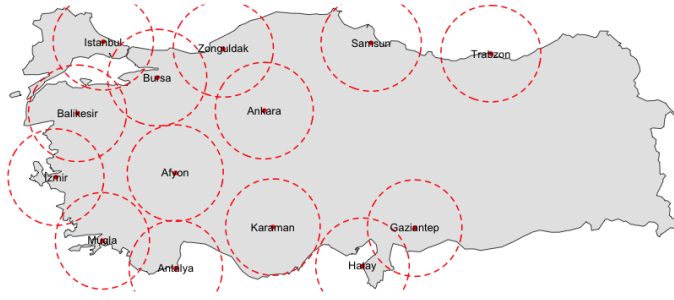 Istanbul
Zonguldak
Samsun
Trabzon
Bursa
Balikesir
Ankara
Izmir
Afyon
Mugla
Karaman
Gaziantep
Antalya
Hatay